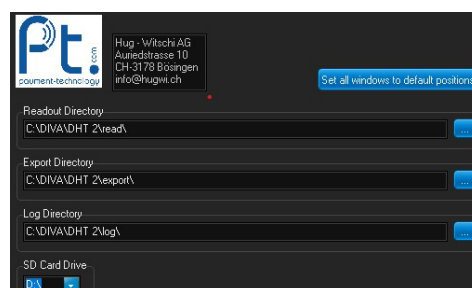 Pt.
com
payment-technology
Hug - Witschi AG
Auriedstrasse 10
CH-3178 Bösingen
info@hugwi.ch
Set all windows to default positions
Readout Directory
C:\DIVA\DHT 2\read\
...
Export Directory
C:\DIVA\DHT 2\export\
...
Log Directory
C:\DIVA\DHT 2\log\
...
SD Card Drive
D:\